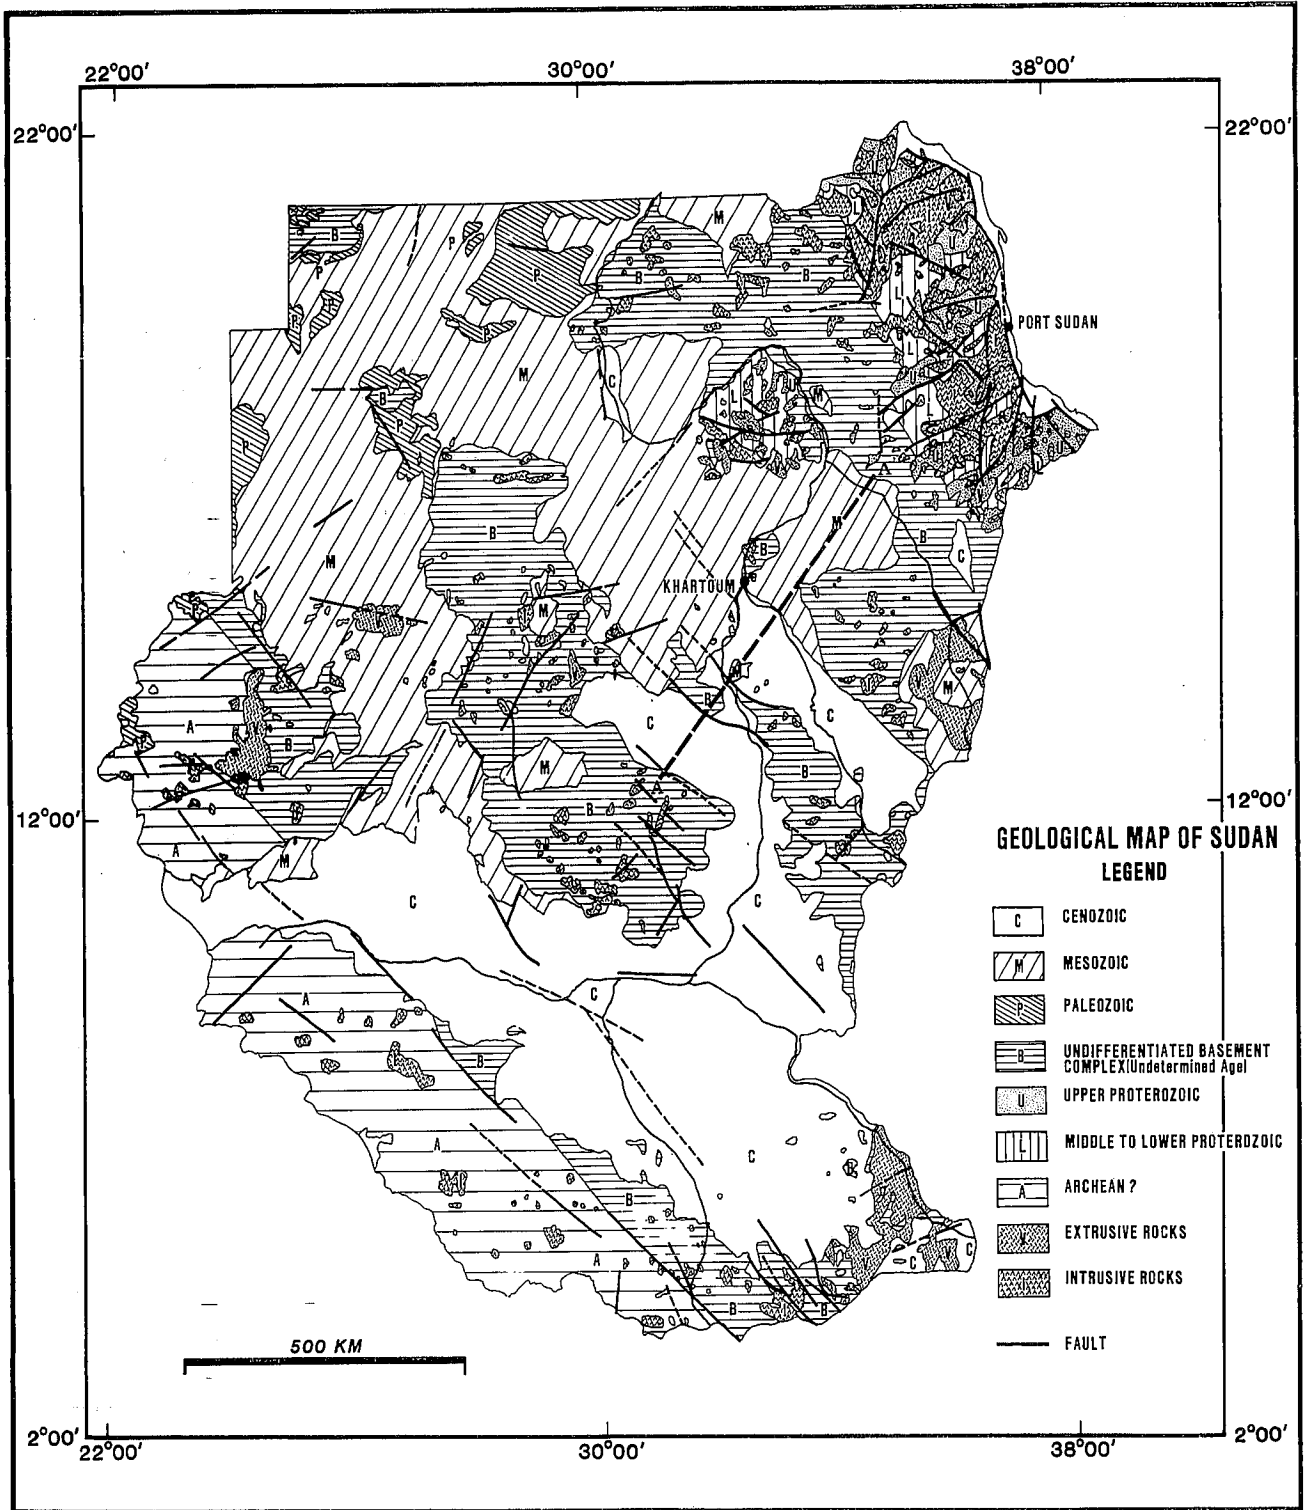 22°00′ 30°00′ 38°00′
22°00′ 22°00′
M
B
P
P
L
U
P
B
B
L
P
P
PORT SUDAN
L
M
C
U
B
L
U
M
L
P
P
A
B
M
B
C
B
KHARTOUM
M
M
M
V
M
A
B
C
B
C
M
B
A
B
12°00′ 12°00′
GEOLOGICAL MAP OF SUDAN
LEGEND
A
M
C
C
C CENOZOIC
M MESOZOIC
C
A
P PALEOZOIC
B
B UNDIFFERENTIATED BASEMENT
COMPLEX(Undetermined Age)
U UPPER PROTEROZOIC
A
C
L MIDDLE TO LOWER PROTEROZOIC
B
A ARCHEAN ?
V EXTRUSIVE ROCKS
A
C
V
C
I INTRUSIVE ROCKS
B
B
500 KM
FAULT
2°00′ 2°00′
22°00′ 30°00′ 38°00′